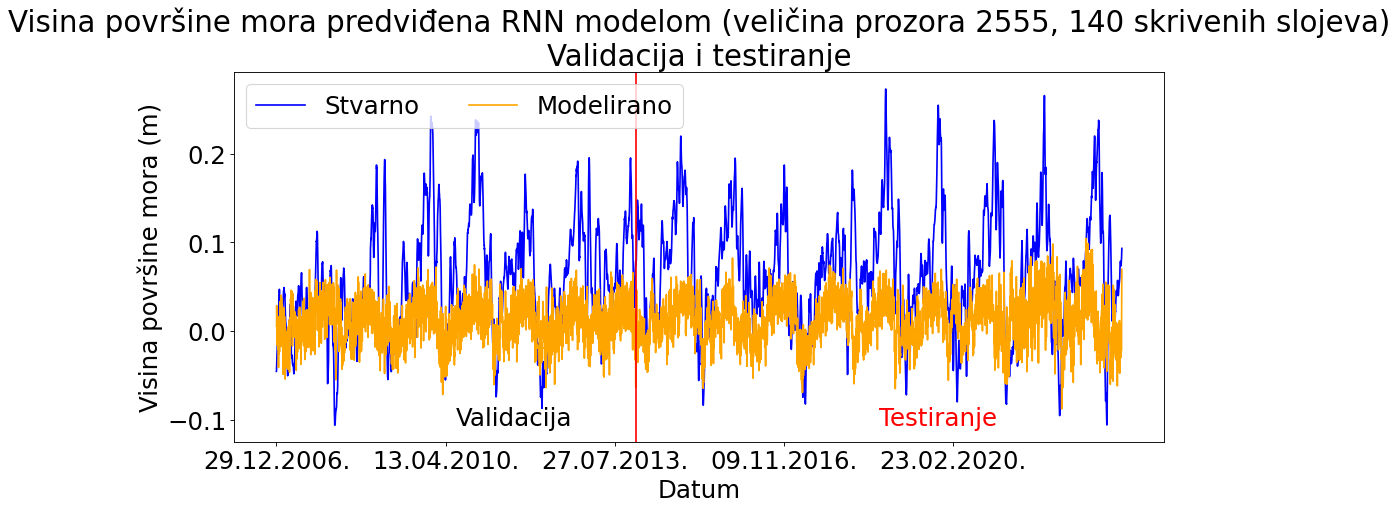 Visina površine mora predviđena RNN modelom (veličina prozora 2555, 140 skrivenih slojeva)
Validacija i testiranje
Stvarno
Modelirano
Visina površine mora (m)
0.2
0.1
0.0
−0.1
Validacija
Testiranje
29.12.2006.
13.04.2010.
27.07.2013.
09.11.2016.
23.02.2020.
Datum